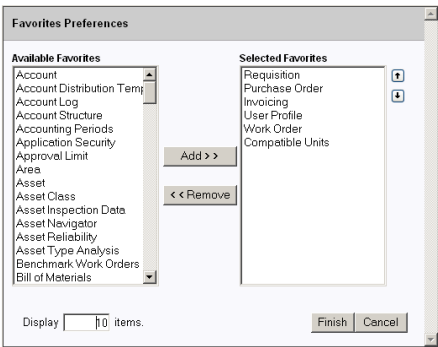 Favorites Preferences
Available Favorites
Selected Favorites
Account
Account Distribution Temp
Account Log
Account Structure
Accounting Periods
Application Security
Approval Limit
Area
Asset
Asset Class
Asset Inspection Data
Asset Navigator
Asset Reliability
Asset Type Analysis
Benchmark Work Orders
Bill of Materials
Add >>
<< Remove
Requisition
Purchase Order
Invoicing
User Profile
Work Order
Compatible Units
Display 10 items.
Finish Cancel